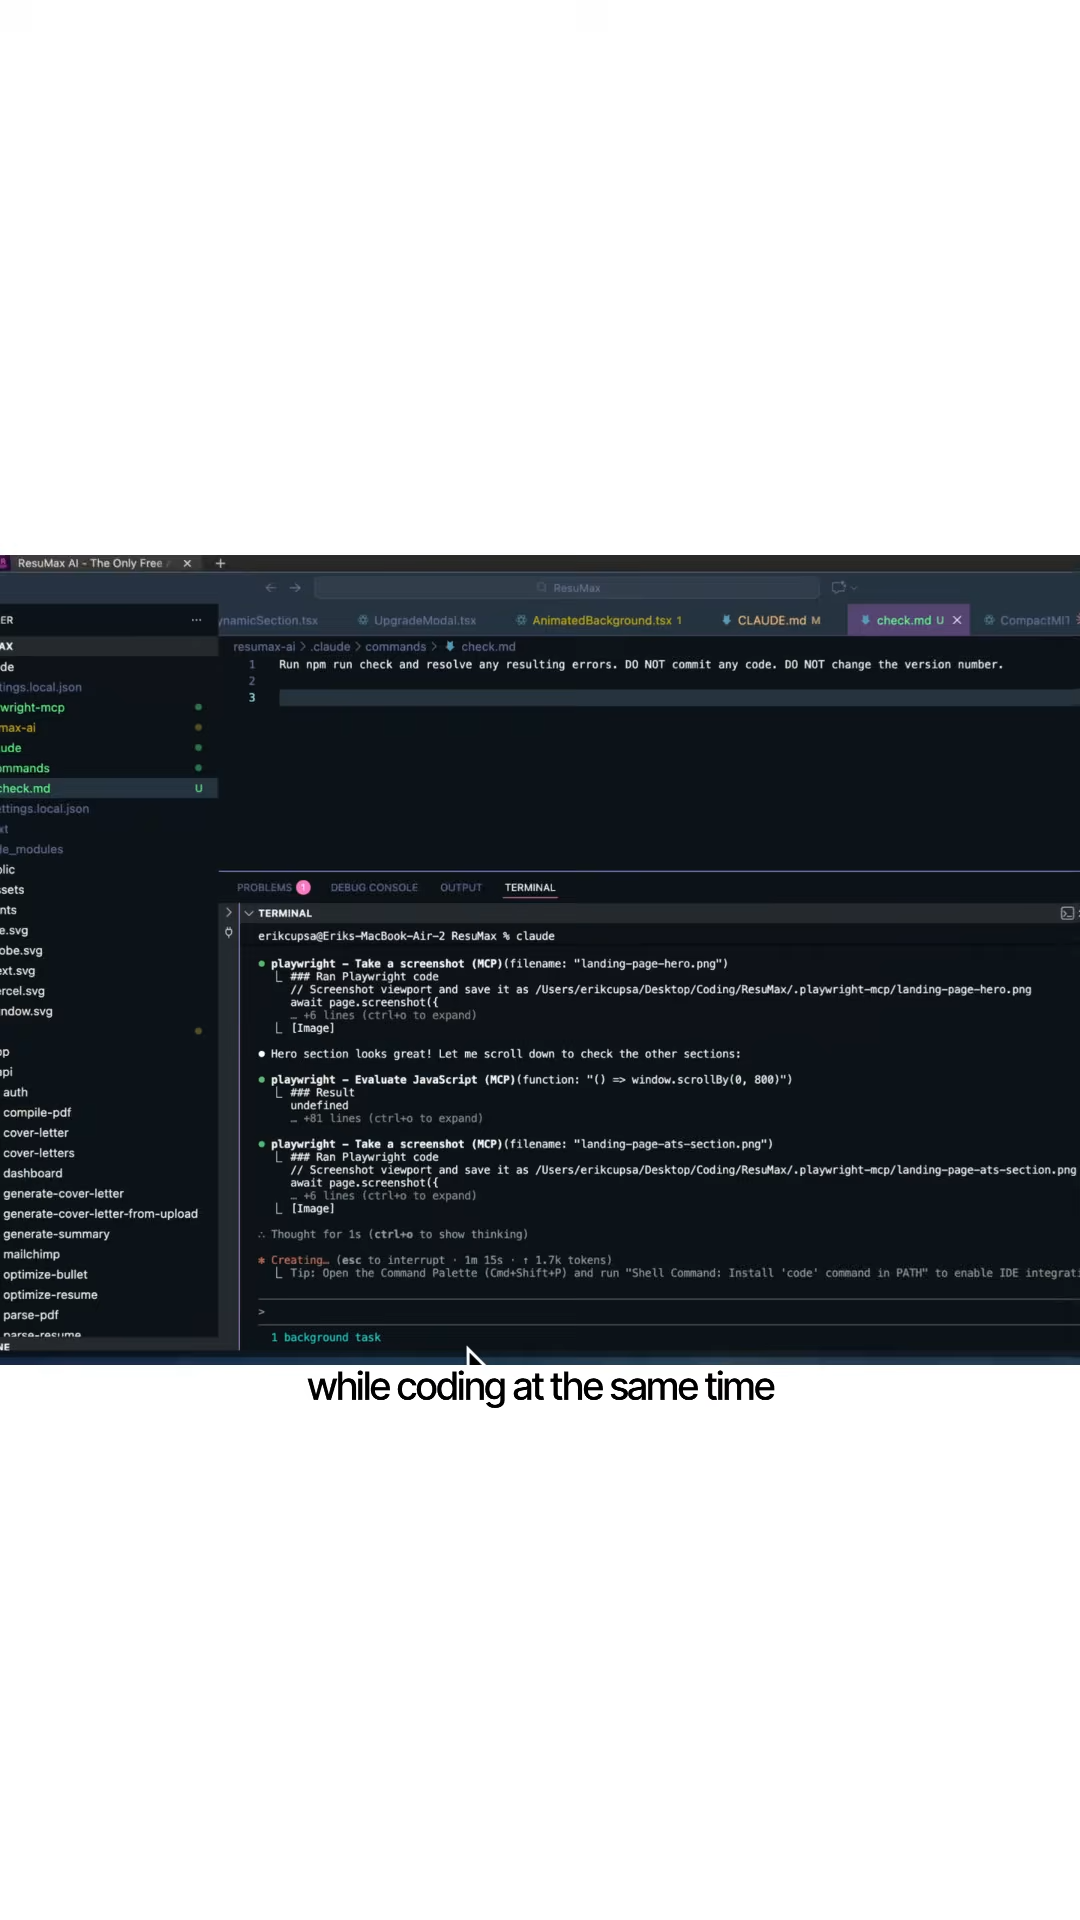 ResuMax AI - The Only Free
ResuMax
ER
ynamicSection.tsx
UpgradeModal.tsx
AnimatedBackground.tsx 1
CLAUDE.md M
check.md U
resumax-ai > .claude > commands > check.md
AX
de
tings.local.json
wright-mcp
max-ai
ude
mmands
check.md U
ttings.local.json
xt
le_modules
lic
ssets
nts
e.svg
obe.svg
ext.svg
ercel.svg
indow.svg
pp
api
auth
compile-pdf
cover-letter
cover-letters
dashboard
generate-cover-letter
generate-cover-letter-from-upload
generate-summary
mailchimp
optimize-bullet
optimize-resume
parse-pdf
parse-resume
NE
1 Run npm run check and resolve any resulting errors. DO NOT commit any code. DO NOT change the version number.
2
3
PROBLEMS 1 DEBUG CONSOLE OUTPUT TERMINAL
TERMINAL
erikcupsa@Eriks-MacBook-Air-2 ResuMax % claude
● playwright - Take a screenshot (MCP)(filename: "landing-page-hero.png")
### Ran Playwright code
// Screenshot viewport and save it as /Users/erikcupsa/Desktop/Coding/ResuMax/.playwright-mcp/landing-page-hero.png
await page.screenshot({
… +6 lines (ctrl+o to expand)
[Image]
● Hero section looks great! Let me scroll down to check the other sections:
● playwright - Evaluate JavaScript (MCP)(function: "() => window.scrollBy(0, 800)")
### Result
undefined
… +81 lines (ctrl+o to expand)
● playwright - Take a screenshot (MCP)(filename: "landing-page-ats-section.png")
### Ran Playwright code
// Screenshot viewport and save it as /Users/erikcupsa/Desktop/Coding/ResuMax/.playwright-mcp/landing-page-ats-section.png
await page.screenshot({
… +6 lines (ctrl+o to expand)
[Image]
∴ Thought for 1s (ctrl+o to show thinking)
✱ Creating… (esc to interrupt · 1m 15s · ↑ 1.7k tokens)
Tip: Open the Command Palette (Cmd+Shift+P) and run "Shell Command: Install 'code' command in PATH" to enable IDE integrati
>
1 background task
while coding at the same time